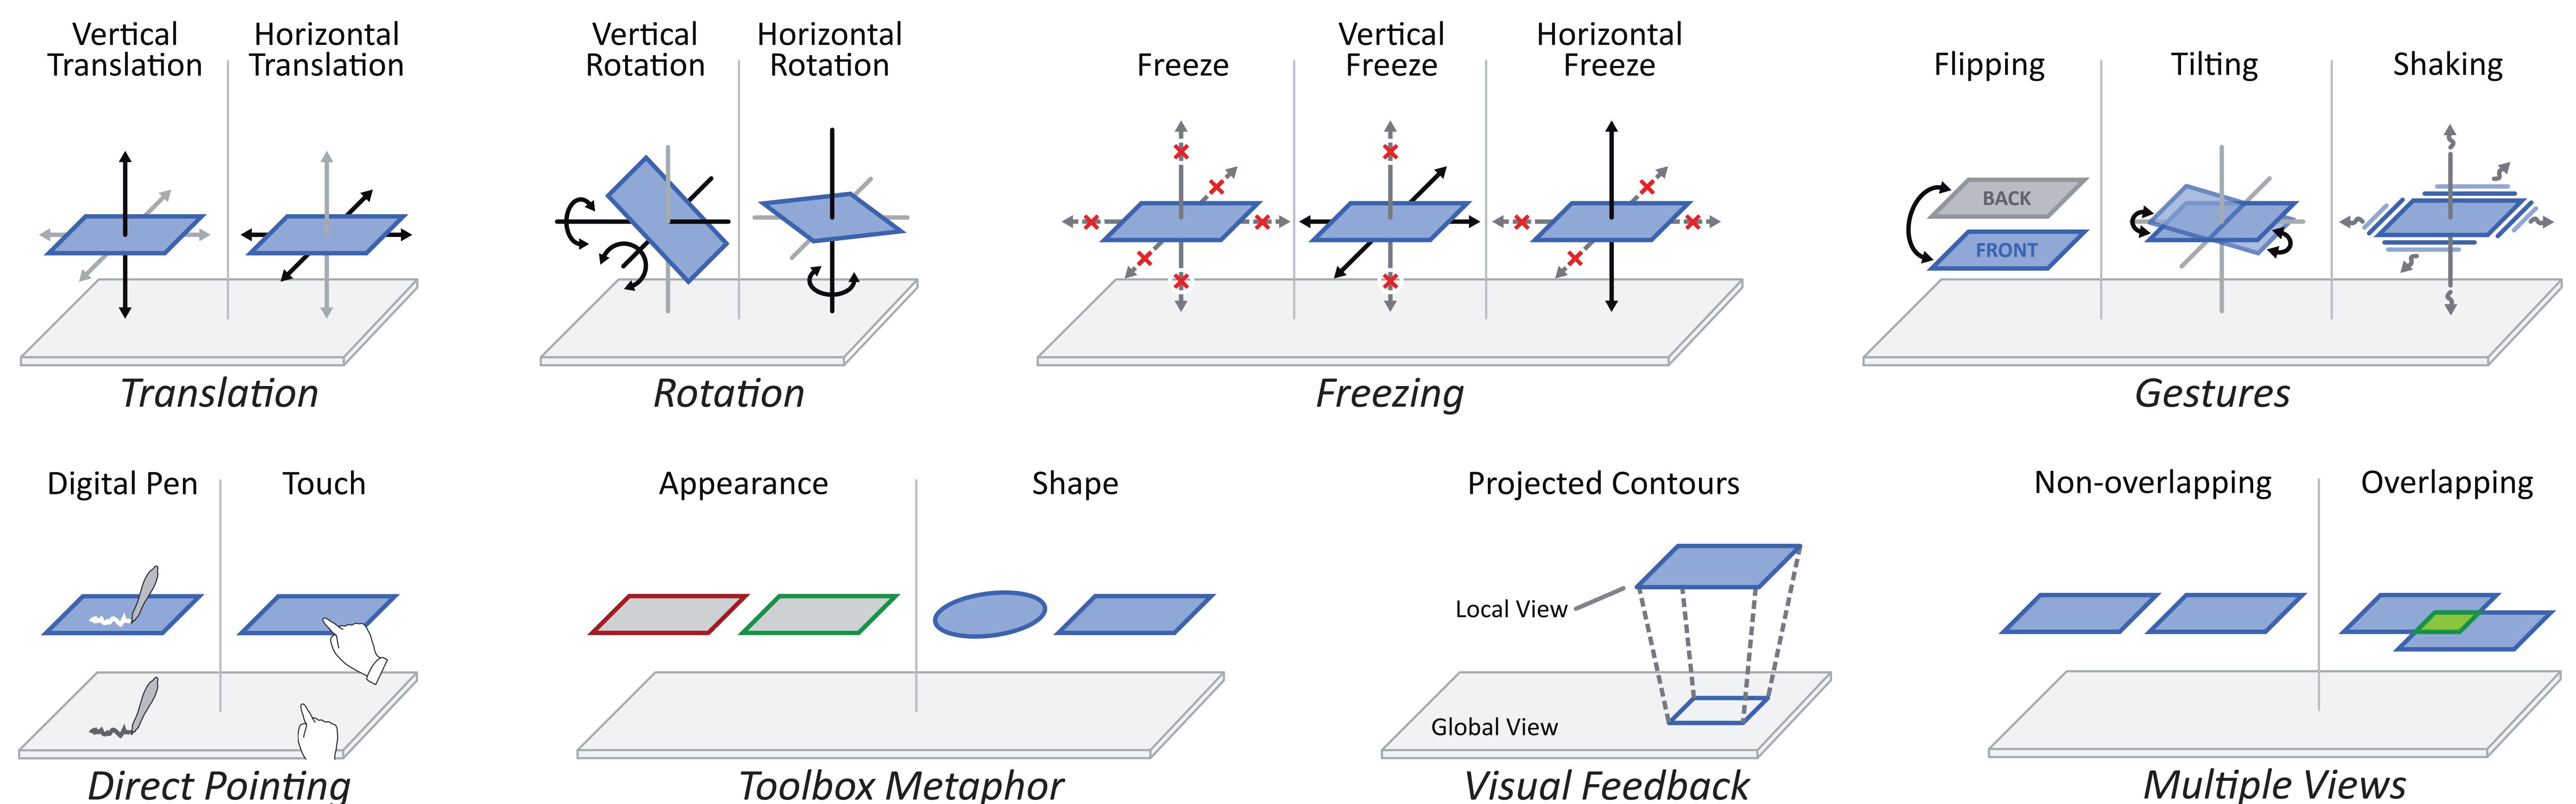 Vertical
Translation
Horizontal
Translation
Vertical
Rotation
Horizontal
Rotation
Freeze
Vertical
Freeze
Horizontal
Freeze
Flipping
Tilting
Shaking
BACK
FRONT
Translation
Rotation
Freezing
Gestures
Digital Pen
Touch
Appearance
Shape
Projected Contours
Non-overlapping
Overlapping
Local View
Global View
Direct Pointing
Toolbox Metaphor
Visual Feedback
Multiple Views